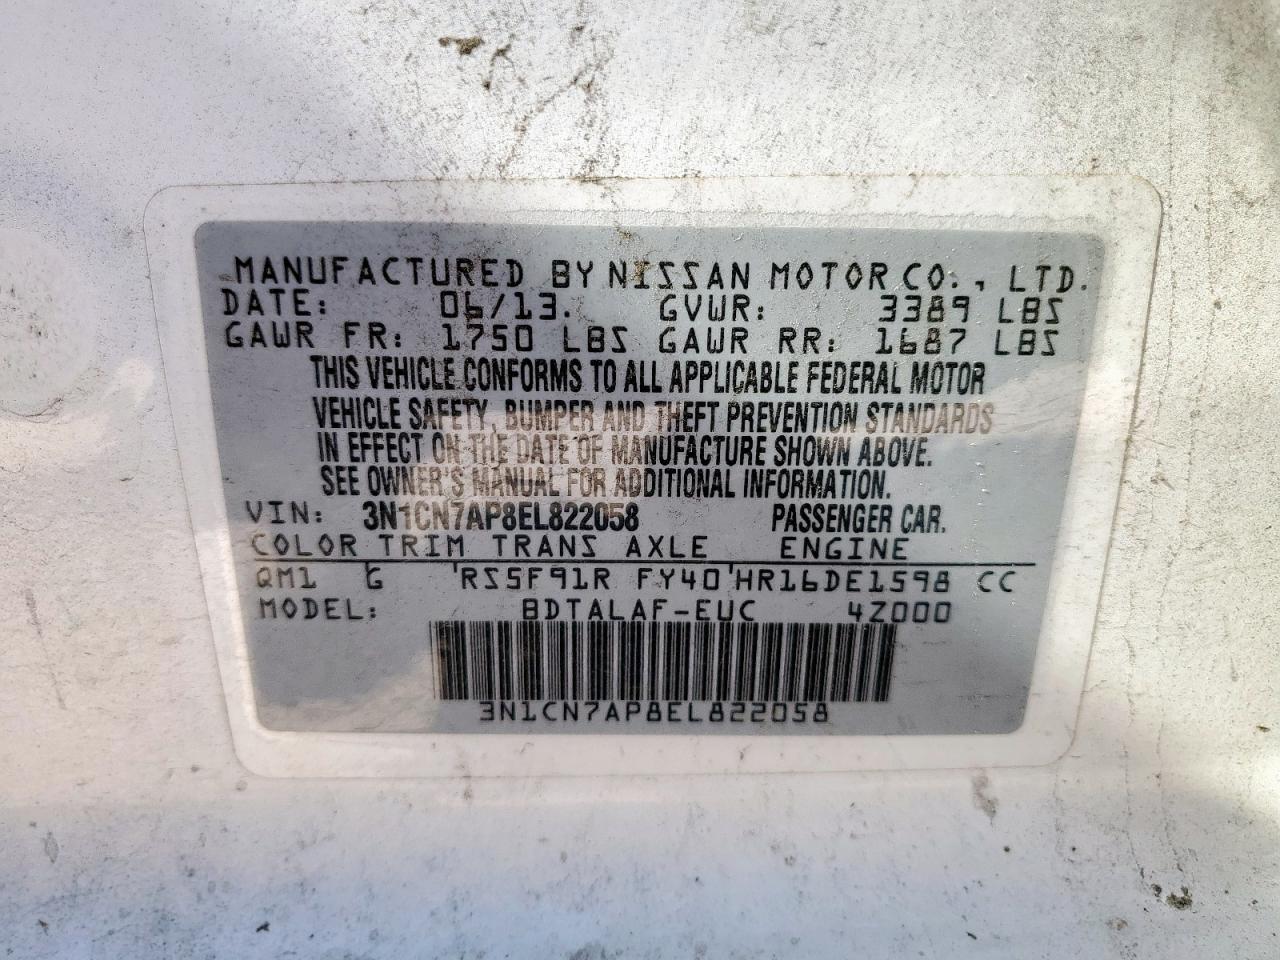 MANUFACTURED BY NISSAN MOTOR CO., LTD.
DATE: 06/13. GVWR: 3389 LBS
GAWR FR: 1750 LBS GAWR RR: 1687 LBS
THIS VEHICLE CONFORMS TO ALL APPLICABLE FEDERAL MOTOR
VEHICLE SAFETY, BUMPER AND THEFT PREVENTION STANDARDS
IN EFFECT ON THE DATE OF MANUFACTURE SHOWN ABOVE.
SEE OWNER'S MANUAL FOR ADDITIONAL INFORMATION.
VIN: 3N1CN7AP8EL822058 PASSENGER CAR.
COLOR TRIM TRANS AXLE ENGINE
QM1 G 'RS5F91R FY40'HR16DE1598 CC
MODEL: BDTALAF-EUC 4Z000
3N1CN7AP8EL822058